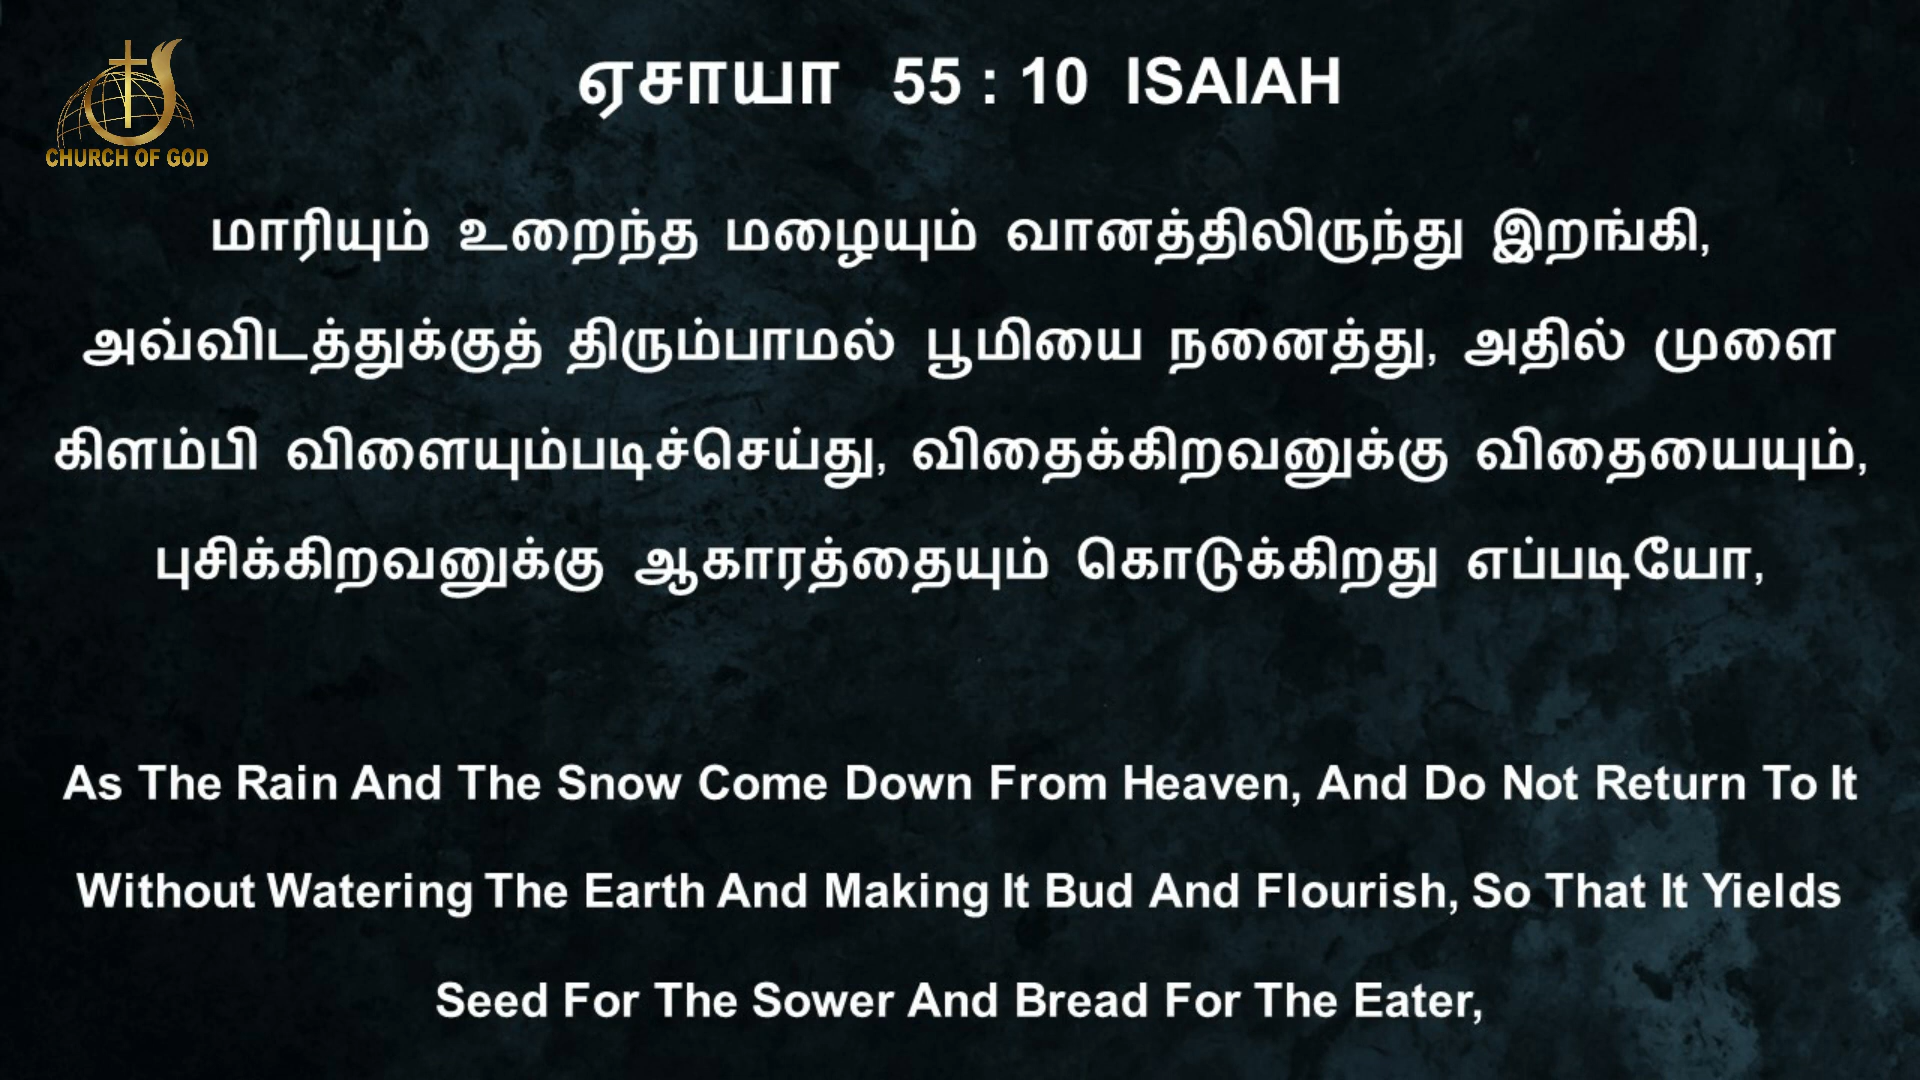 CHURCH OF GOD
ஏசாயா 55 : 10 ISAIAH
மாரியும் உறைந்த மழையும் வானத்திலிருந்து இறங்கி,
அவ்விடத்துக்குத் திரும்பாமல் பூமியை நனைத்து, அதில் முளை
கிளம்பி விளையும்படிச்செய்து, விதைக்கிறவனுக்கு விதையையும்,
புசிக்கிறவனுக்கு ஆகாரத்தையும் கொடுக்கிறது எப்படியோ,
As The Rain And The Snow Come Down From Heaven, And Do Not Return To It
Without Watering The Earth And Making It Bud And Flourish, So That It Yields
Seed For The Sower And Bread For The Eater,